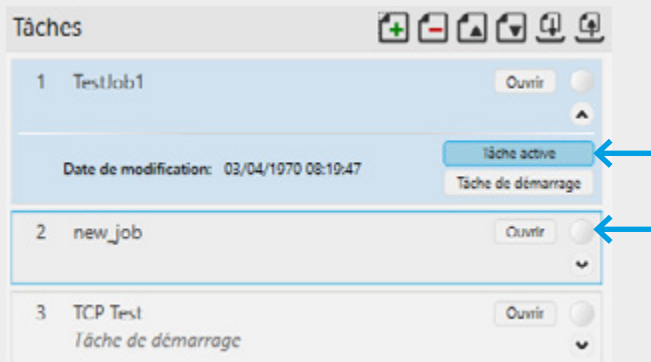 Tâches
1 TestJob1 Ouvrir
Tâche active
Date de modification: 03/04/1970 08:19:47
Tâche de démarrage
2 new_job Ouvrir
3 TCP Test Ouvrir
Tâche de démarrage